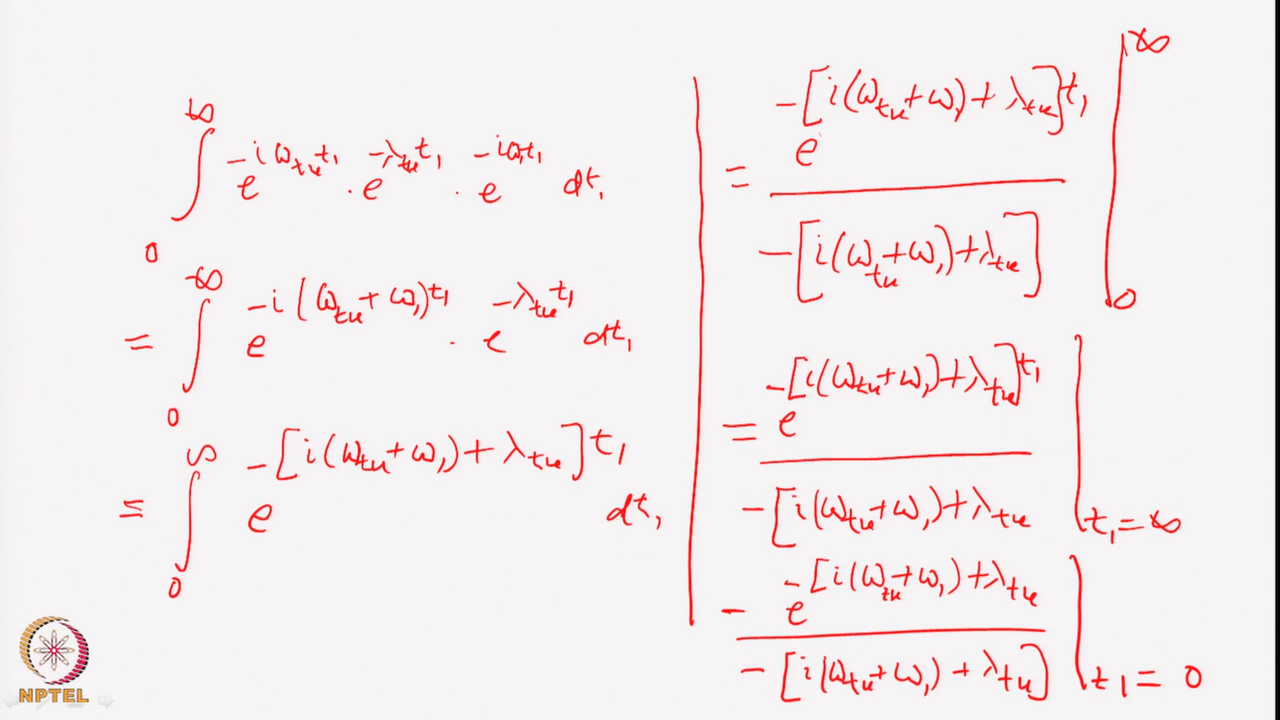 ∫₀^∞ e^{-iω_{tu}t₁} . e^{-λ_{tu}t₁} . e^{-iω₁t₁} dt₁
= ∫₀^∞ e^{-i(ω_{tu}+ω₁)t₁} . e^{-λ_{tu}t₁} dt₁
= ∫₀^∞ e^{-[i(ω_{tu}+ω₁)+λ_{tu}]t₁} dt₁
= e^{-[i(ω_{tu}+ω₁)+λ_{tu}]t₁} / -[i(ω_{tu}+ω₁)+λ_{tu}] |₀^∞
= e^{-[i(ω_{tu}+ω₁)+λ_{tu}]t₁} / -[i(ω_{tu}+ω₁)+λ_{tu} |_{t₁=∞}
- e^{-[i(ω_{tu}+ω₁)+λ_{tu}} / -[i(ω_{tu}+ω₁)+λ_{tu}] |_{t₁=0}
NPTEL